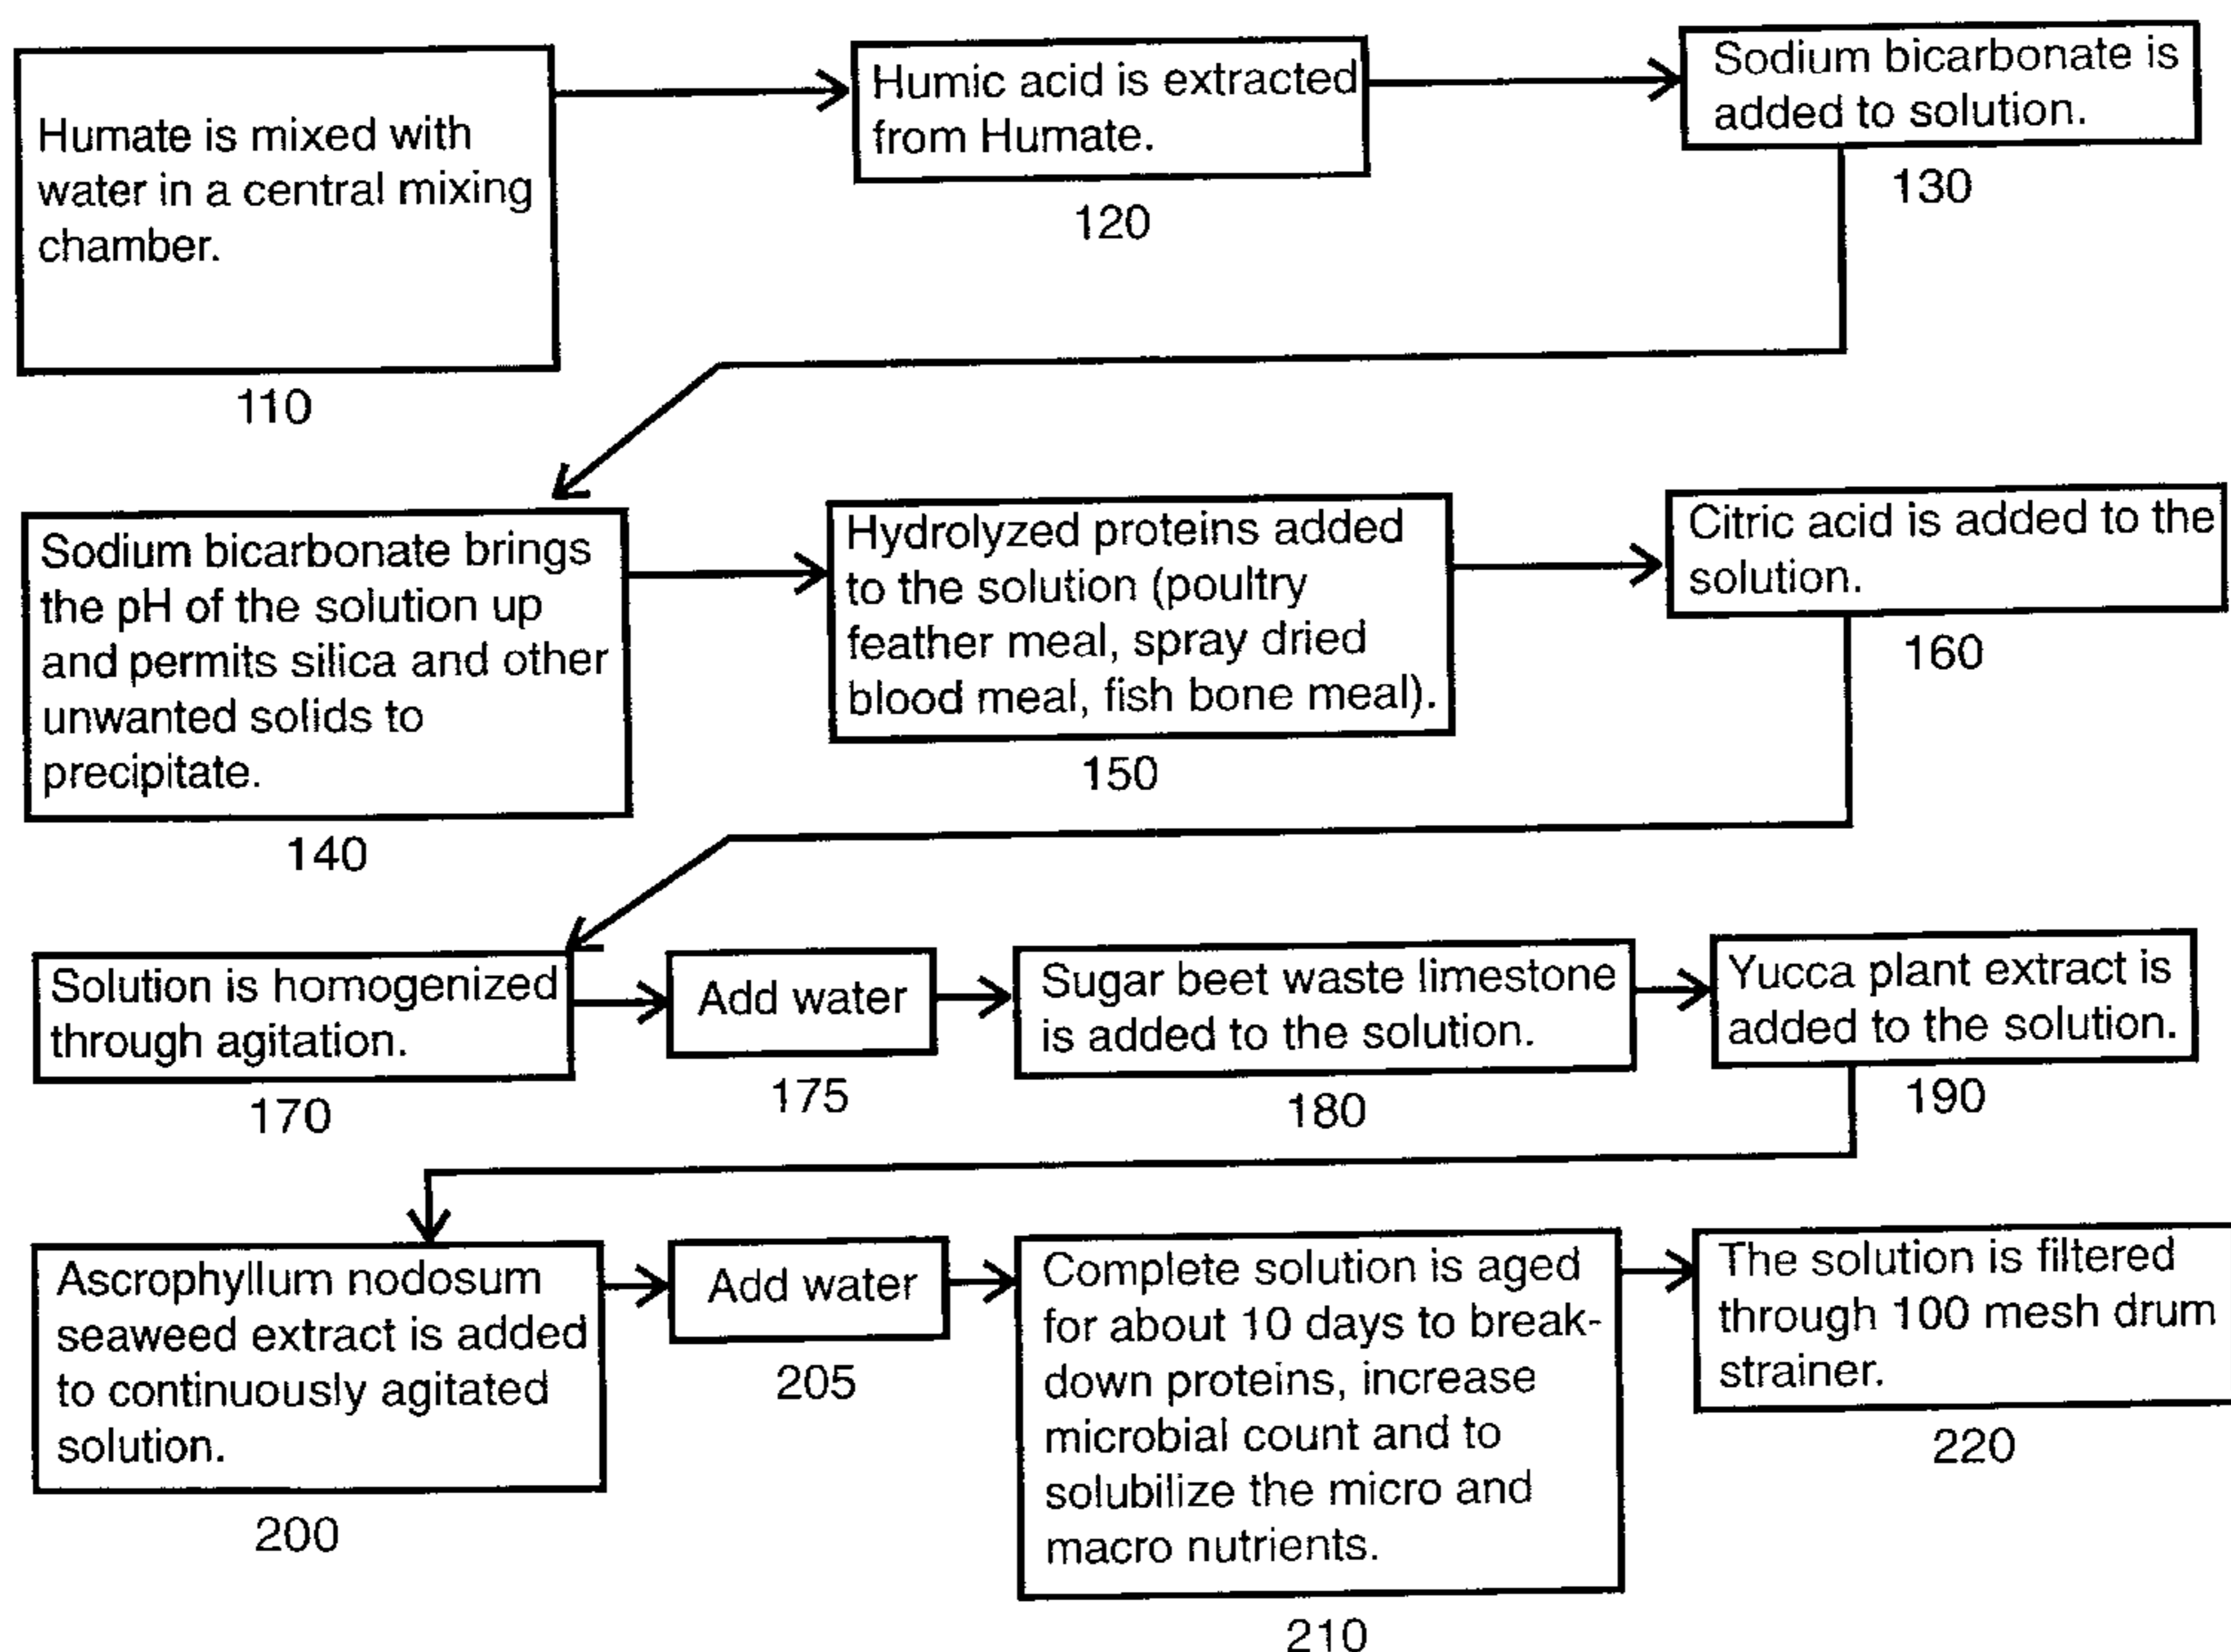 Humate is mixed with
water in a central mixing
chamber.
110
Humic acid is extracted
from Humate.
120
Sodium bicarbonate is
added to solution.
130
Sodium bicarbonate brings
the pH of the solution up
and permits silica and other
unwanted solids to
precipitate.
140
Hydrolyzed proteins added
to the solution (poultry
feather meal, spray dried
blood meal, fish bone meal).
150
Citric acid is added to the
solution.
160
Solution is homogenized
through agitation.
170
Add water
175
Sugar beet waste limestone
is added to the solution.
180
Yucca plant extract is
added to the solution.
190
Ascrophyllum nodosum
seaweed extract is added
to continuously agitated
solution.
200
Add water
205
Complete solution is aged
for about 10 days to break-
down proteins, increase
microbial count and to
solubilize the micro and
macro nutrients.
210
The solution is filtered
through 100 mesh drum
strainer.
220